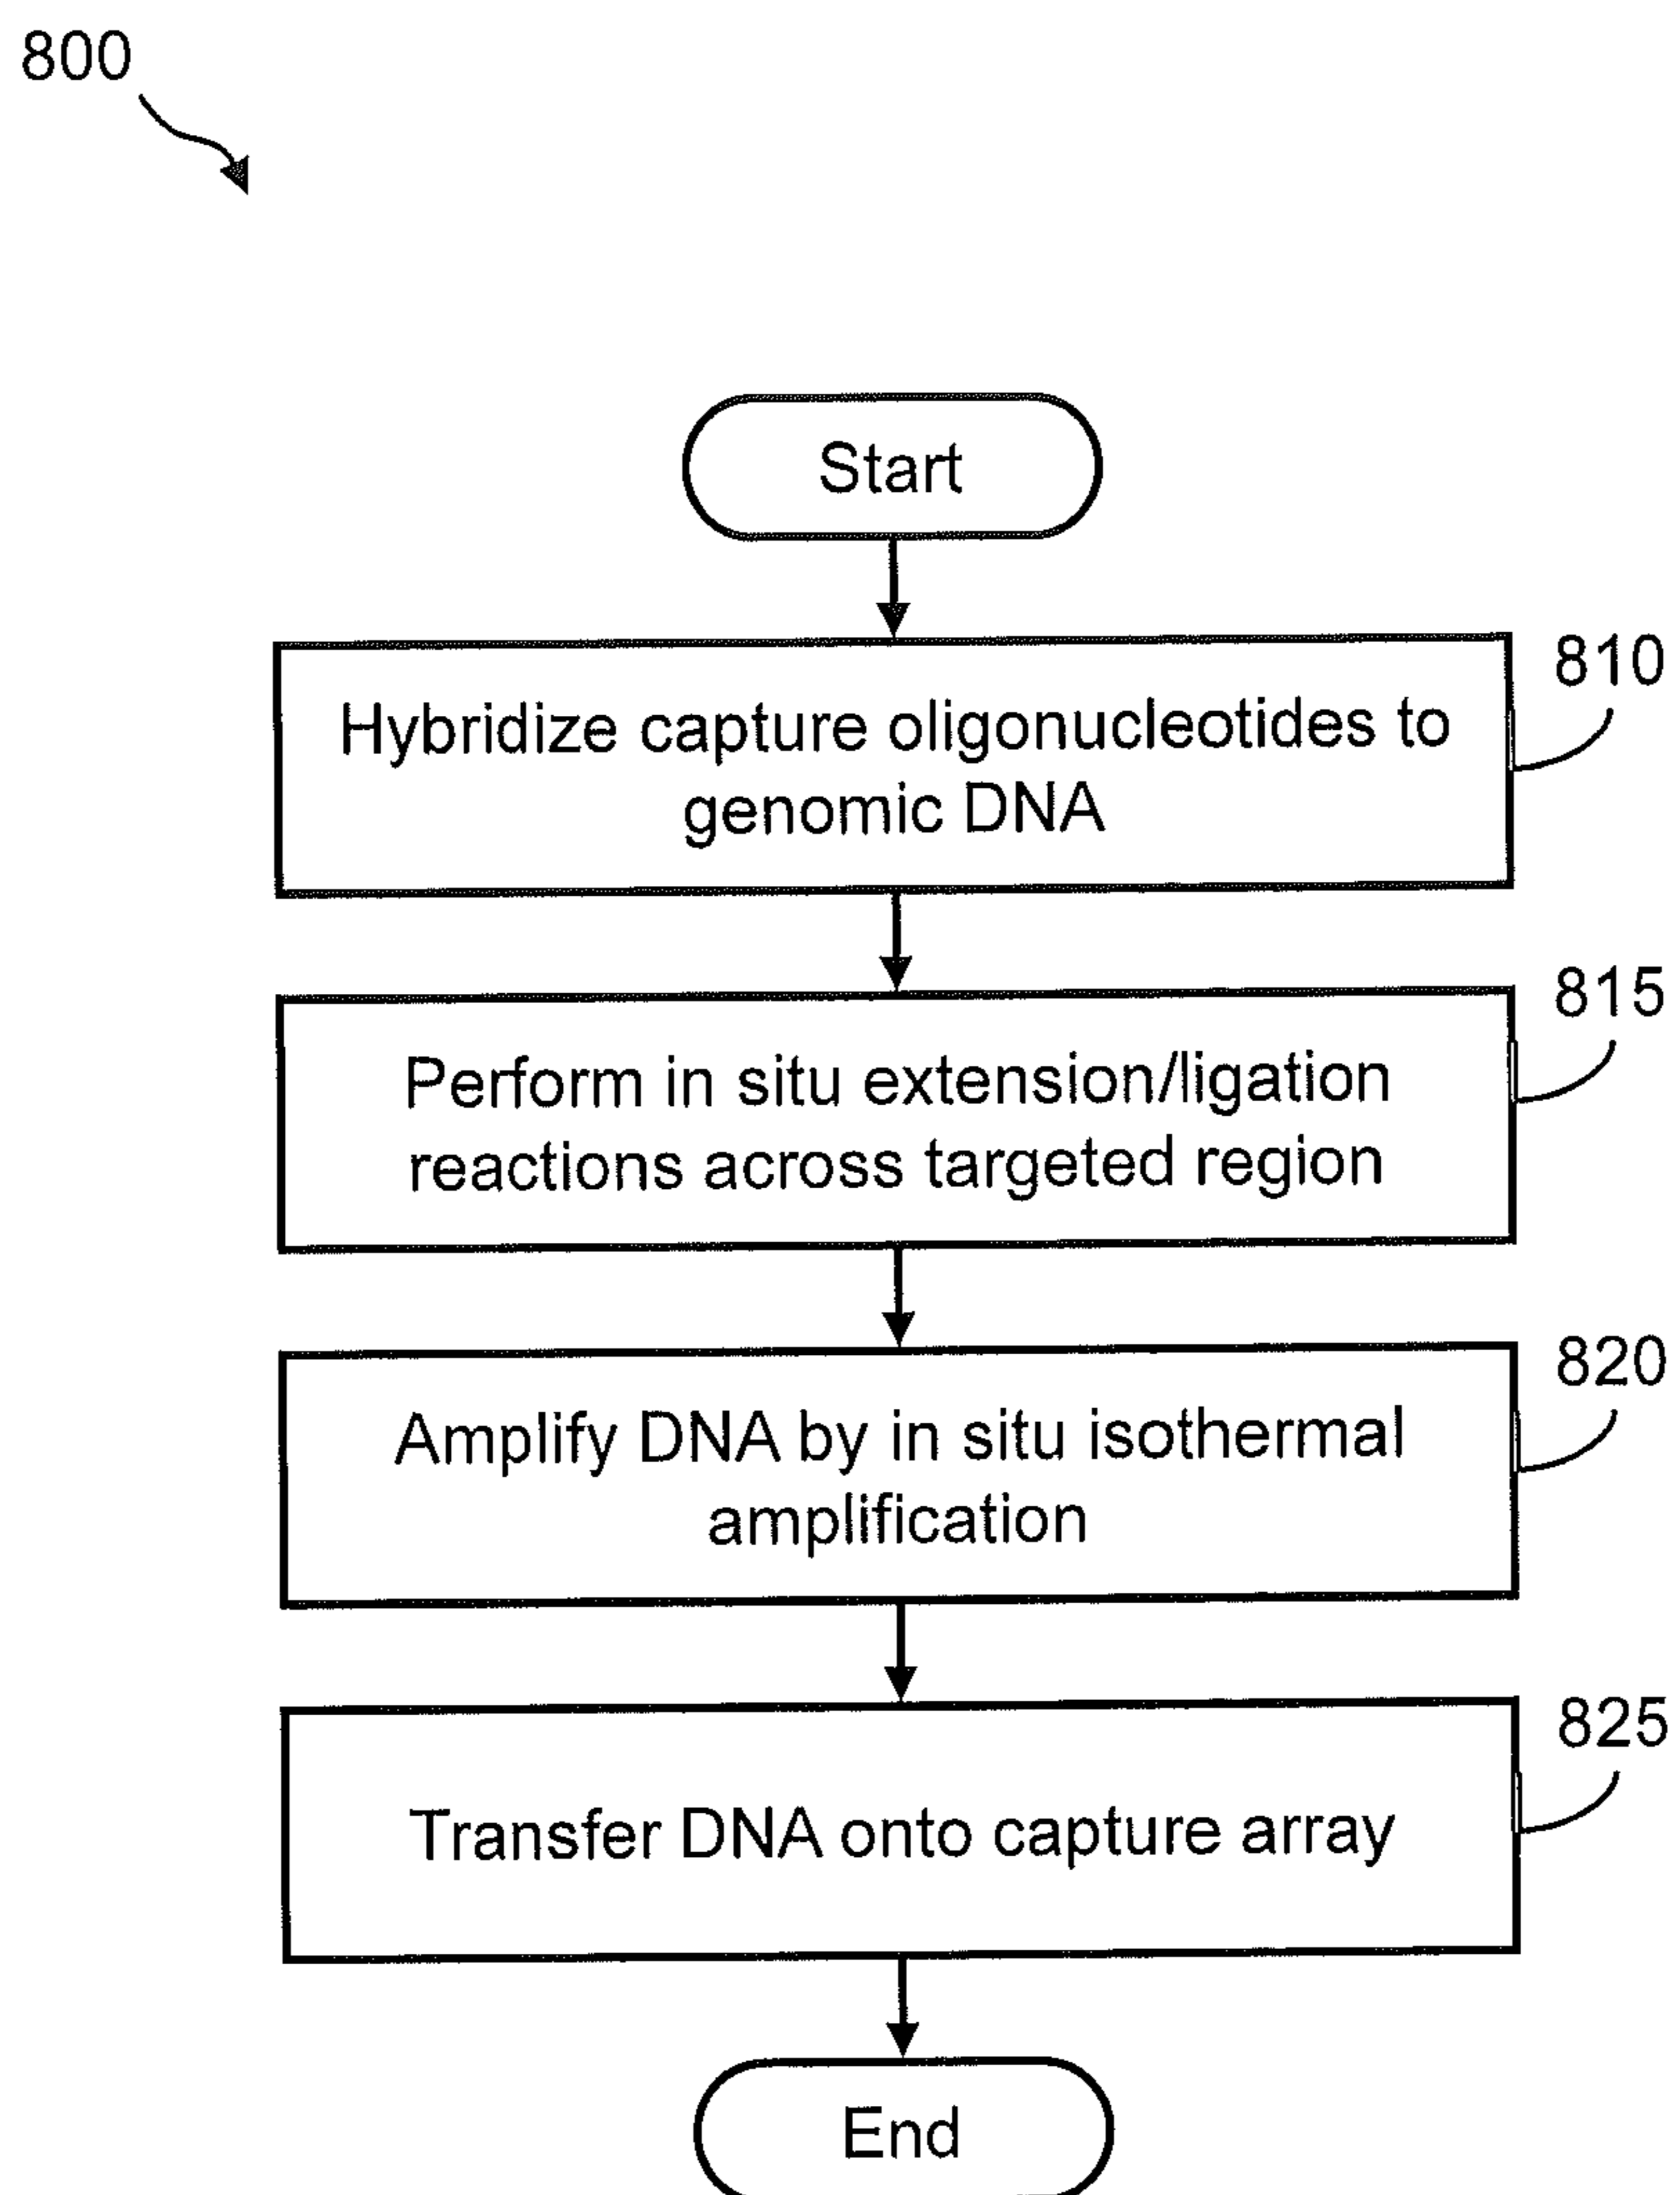 800
Start
Hybridize capture oligonucleotides to
genomic DNA
810
Perform in situ extension/ligation
reactions across targeted region
815
Amplify DNA by in situ isothermal
amplification
820
Transfer DNA onto capture array
825
End